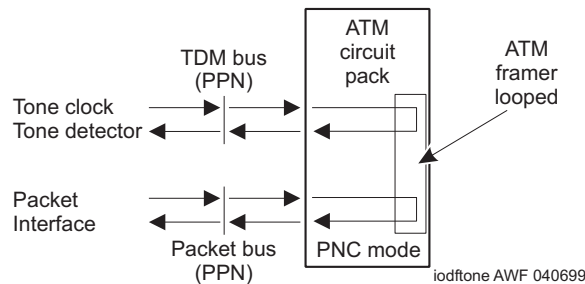 ATM
circuit
pack
TDM bus
(PPN)
ATM
framer
looped
Tone clock
Tone detector
Packet
Interface
Packet bus
(PPN)
PNC mode
iodftone AWF 040699